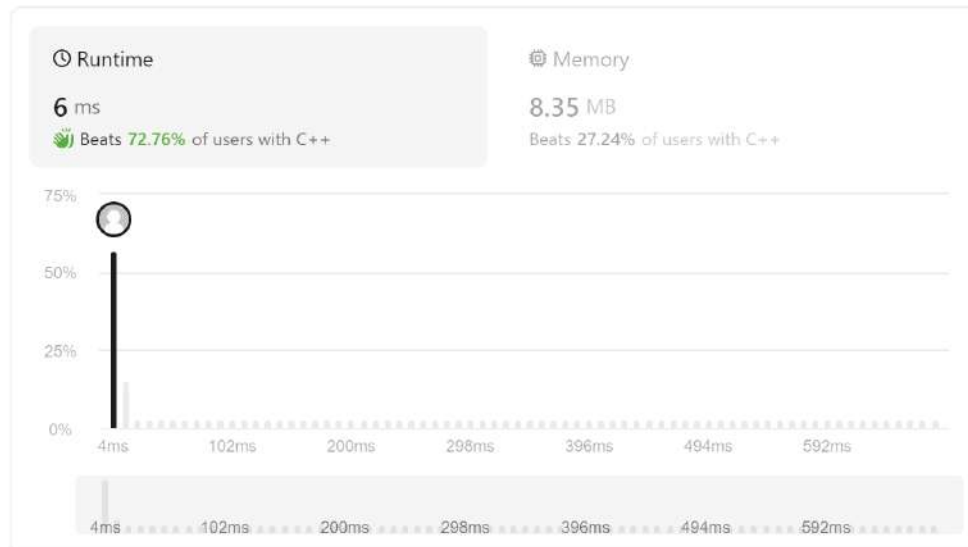 Runtime
6 ms
Beats 72.76% of users with C++
Memory
8.35 MB
Beats 27.24% of users with C++
75%
50%
25%
0%
4ms 102ms 200ms 298ms 396ms 494ms 592ms
4ms 102ms 200ms 298ms 396ms 494ms 592ms